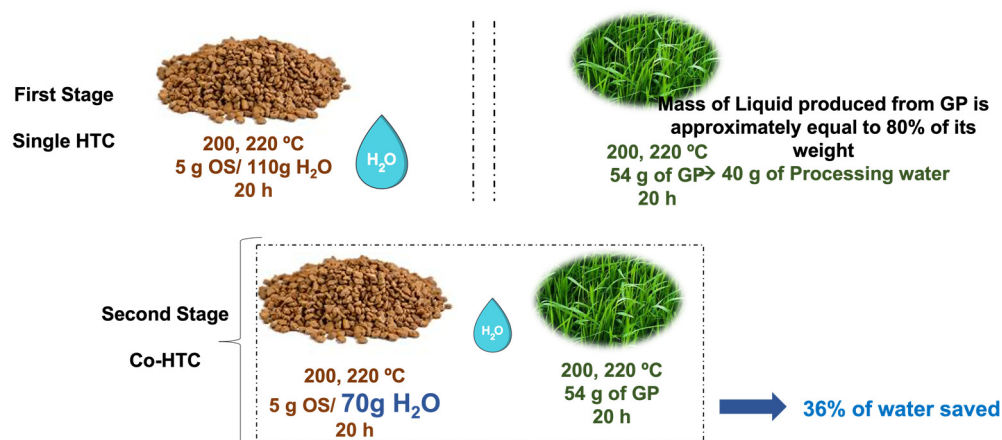 First Stage
Single HTC
200, 220 ºC
5 g OS/ 110g H₂O
20 h
H₂O
Mass of Liquid produced from GP is
approximately equal to 80% of its
weight
200, 220 ºC
54 g of GP→ 40 g of Processing water
20 h
Second Stage
Co-HTC
200, 220 ºC
5 g OS/ 70g H₂O
20 h
H₂O
200, 220 ºC
54 g of GP
20 h
36% of water saved